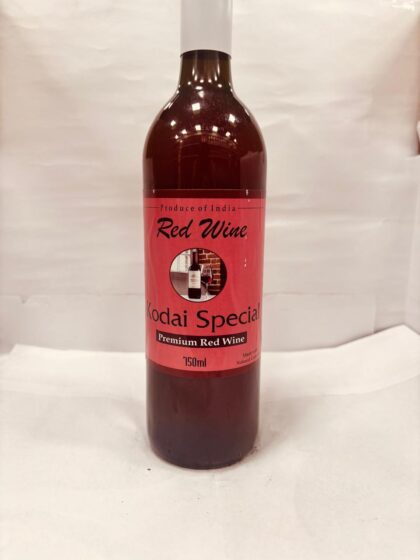 Produce of India
Red Wine
Kodai Special
Premium Red Wine
750ml